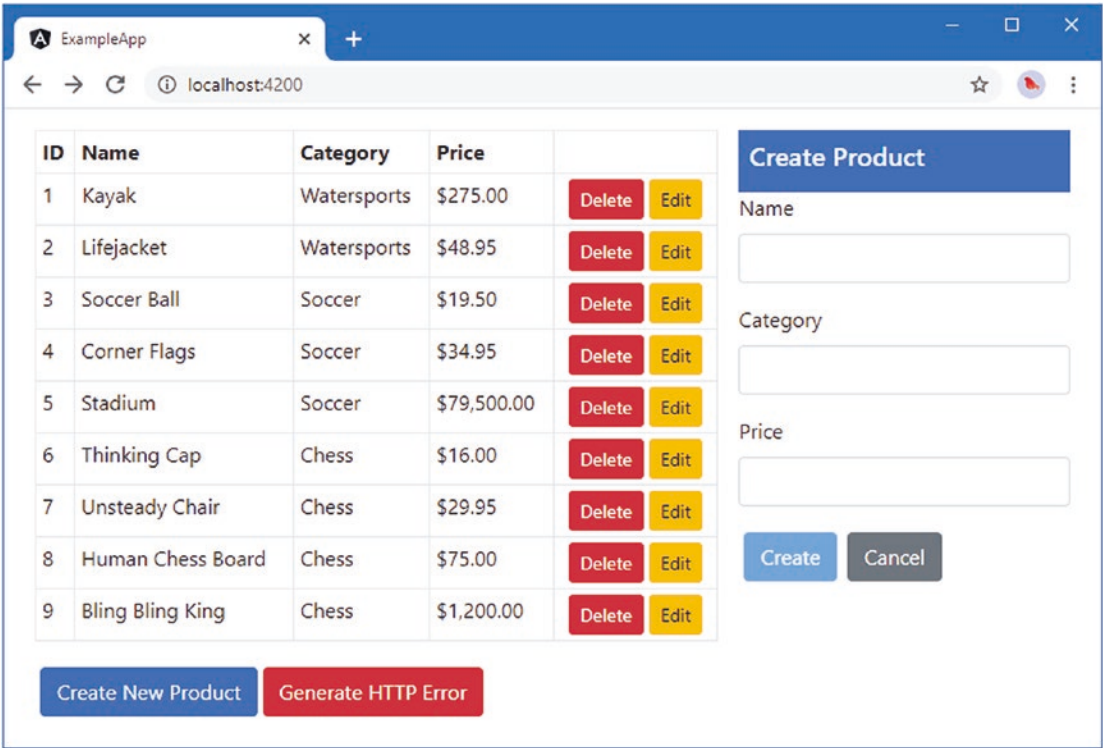 ExampleApp
localhost:4200
ID Name Category Price
1 Kayak Watersports $275.00 Delete Edit
2 Lifejacket Watersports $48.95 Delete Edit
3 Soccer Ball Soccer $19.50 Delete Edit
4 Corner Flags Soccer $34.95 Delete Edit
5 Stadium Soccer $79,500.00 Delete Edit
6 Thinking Cap Chess $16.00 Delete Edit
7 Unsteady Chair Chess $29.95 Delete Edit
8 Human Chess Board Chess $75.00 Delete Edit
9 Bling Bling King Chess $1,200.00 Delete Edit
Create New Product Generate HTTP Error
Create Product
Name
Category
Price
Create Cancel